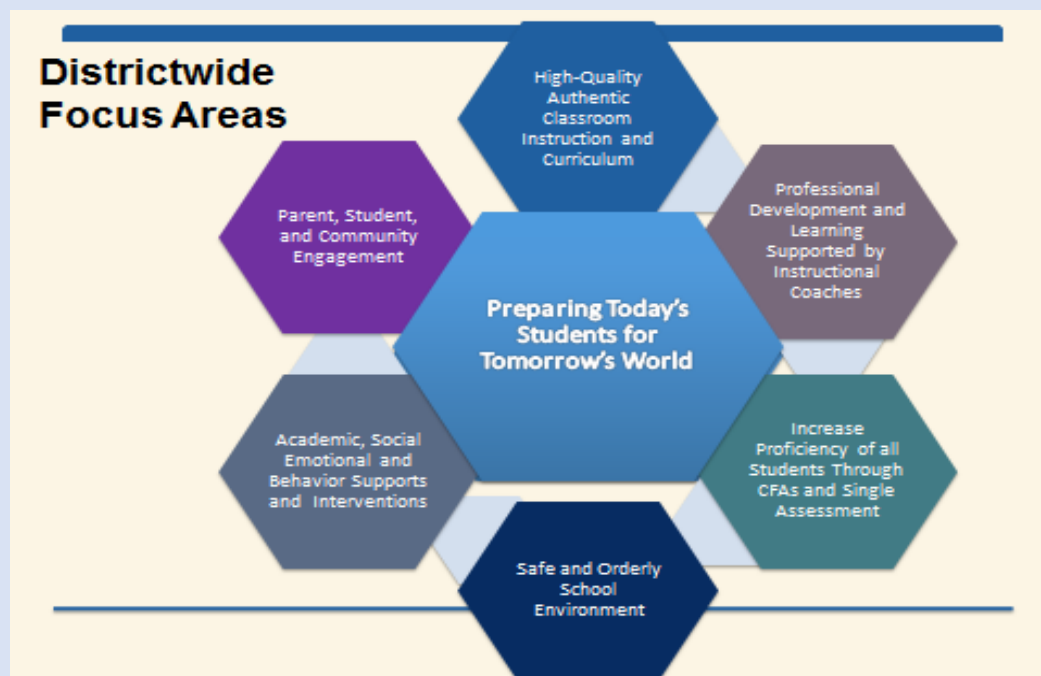 Districtwide
Focus Areas
High-Quality
Authentic
Classroom
Instruction and
Curriculum
Professional
Development and
Learning
Supported by
Instructional
Coaches
Increase
Proficiency of all
Students Through
CFAs and Single
Assessment
Safe and Orderly
School
Environment
Academic, Social
Emotional and
Behavior Supports
and Interventions
Parent, Student,
and Community
Engagement
Preparing Today’s
Students for
Tomorrow’s World